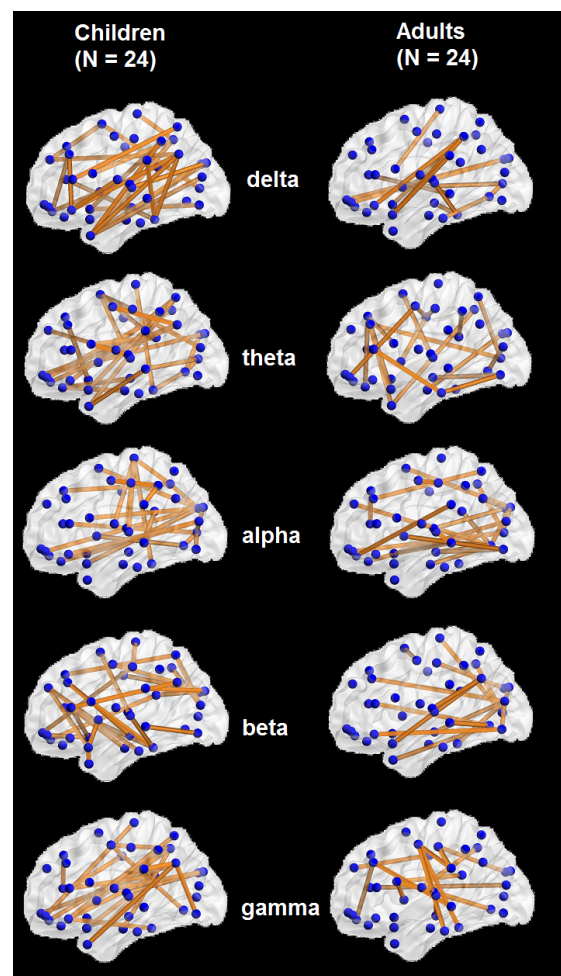 Children
(N = 24)
Adults
(N = 24)
delta
theta
alpha
beta
gamma